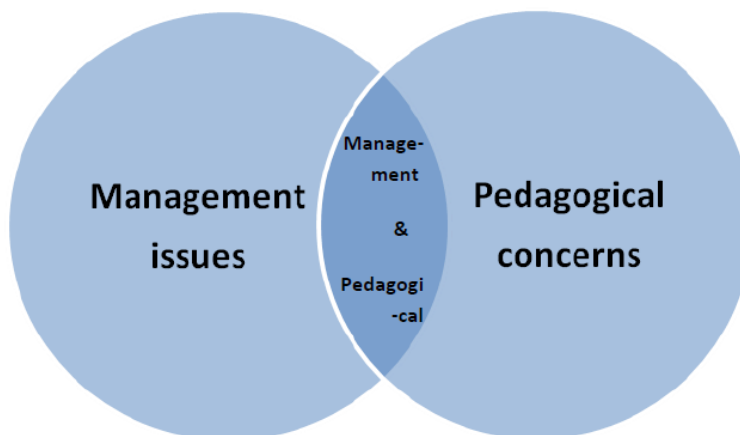 Management
issues
Manage-
ment
&
Pedagogi
-cal
Pedagogical
concerns